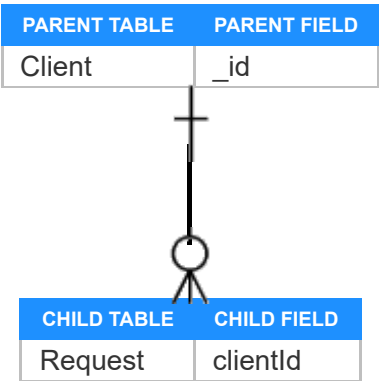 PARENT TABLE PARENT FIELD
Client _id
CHILD TABLE CHILD FIELD
Request clientId